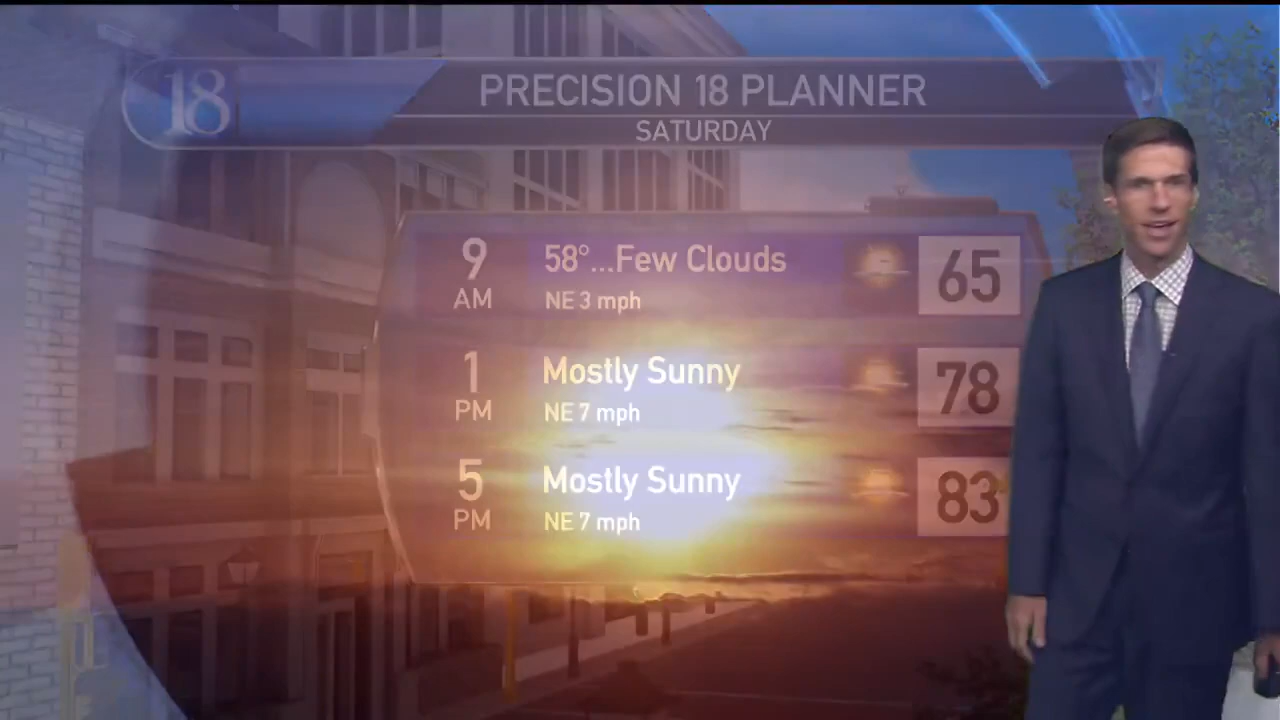 18
PRECISION 18 PLANNER
SATURDAY
9 AM
58°...Few Clouds
NE 3 mph
65
1 PM
Mostly Sunny
NE 7 mph
78
5 PM
Mostly Sunny
NE 7 mph
83